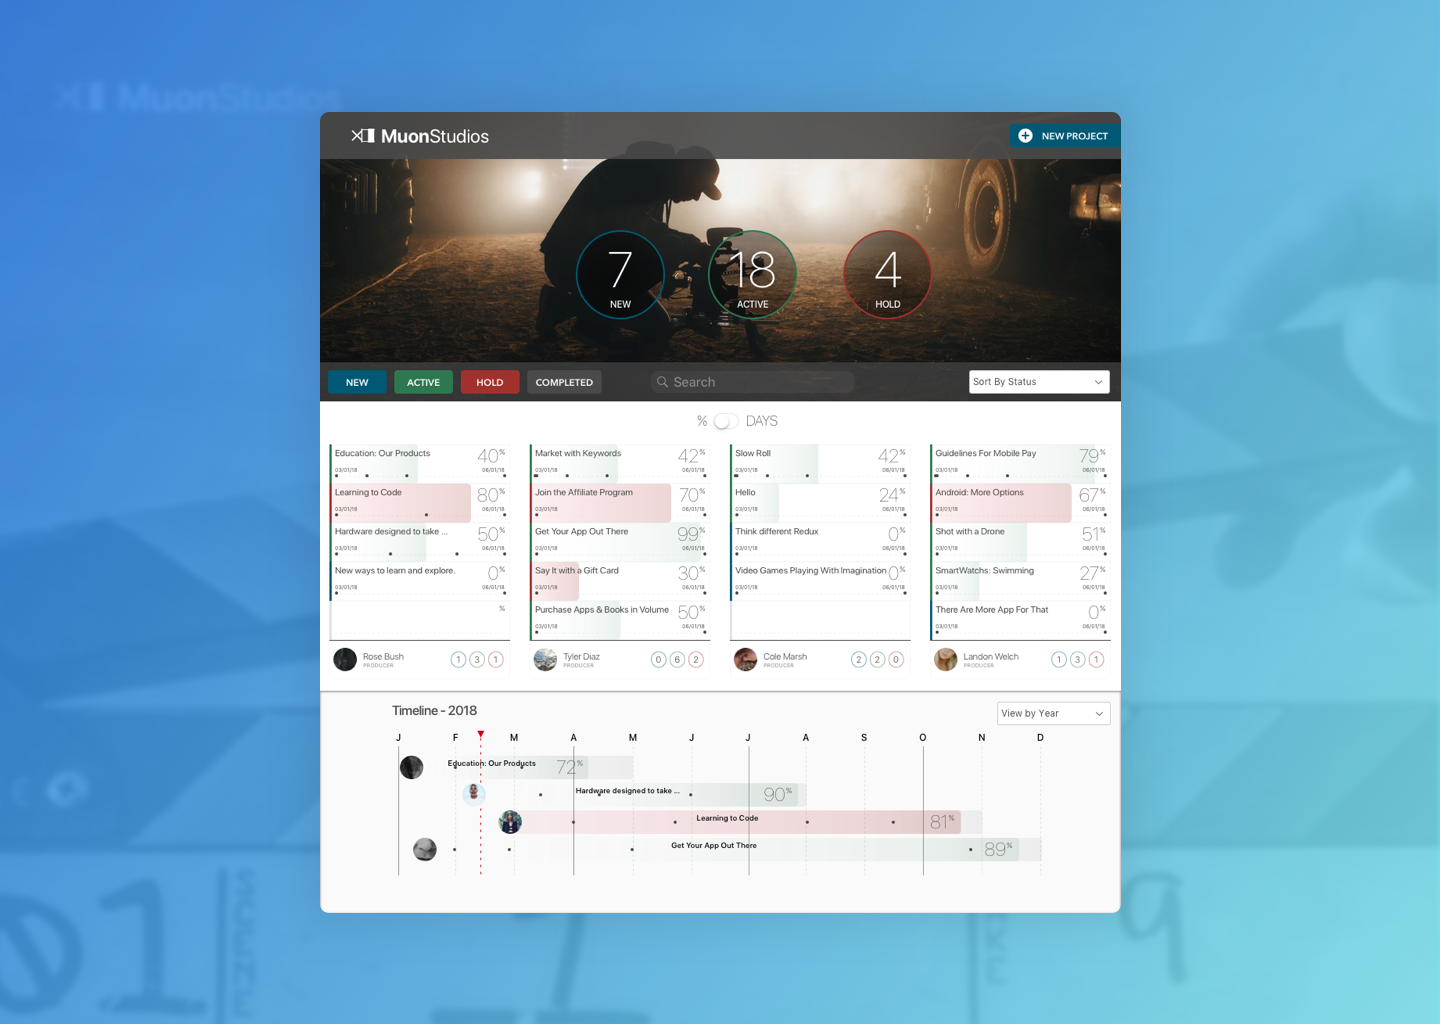 MuonStudios
MuonStudios
NEW PROJECT
7
NEW
18
ACTIVE
4
HOLD
NEW
ACTIVE
HOLD
COMPLETED
Search
Sort By Status
%
DAYS
Education: Our Products
40%
03/01/18
06/01/18
Learning to Code
80%
03/01/18
06/01/18
Hardware designed to take ...
50%
03/01/18
06/01/18
New ways to learn and explore.
0%
03/01/18
06/01/18
%
Rose Bush
PRODUCER
1
3
1
Market with Keywords
42%
03/01/18
06/01/18
Join the Affiliate Program
70%
03/01/18
06/01/18
Get Your App Out There
99%
03/01/18
06/01/18
Say It with a Gift Card
30%
03/01/18
06/01/18
Purchase Apps & Books in Volume
50%
03/01/18
06/01/18
Tyler Diaz
PRODUCER
0
6
2
Slow Roll
42%
03/01/18
06/01/18
Hello
24%
03/01/18
06/01/18
Think different Redux
0%
03/01/18
06/01/18
Video Games Playing With Imagination
0%
03/01/18
06/01/18
Cole Marsh
PRODUCER
2
2
0
Guidelines For Mobile Pay
79%
03/01/18
06/01/18
Android: More Options
67%
03/01/18
06/01/18
Shot with a Drone
51%
03/01/18
06/01/18
SmartWatchs: Swimming
27%
03/01/18
06/01/18
There Are More App For That
0%
03/01/18
06/01/18
Landon Welch
PRODUCER
1
3
1
Timeline - 2018
View by Year
J F M A M J J A S O N D
Education: Our Products
72%
Hardware designed to take ...
90%
Learning to Code
81%
Get Your App Out There
89%
01
9